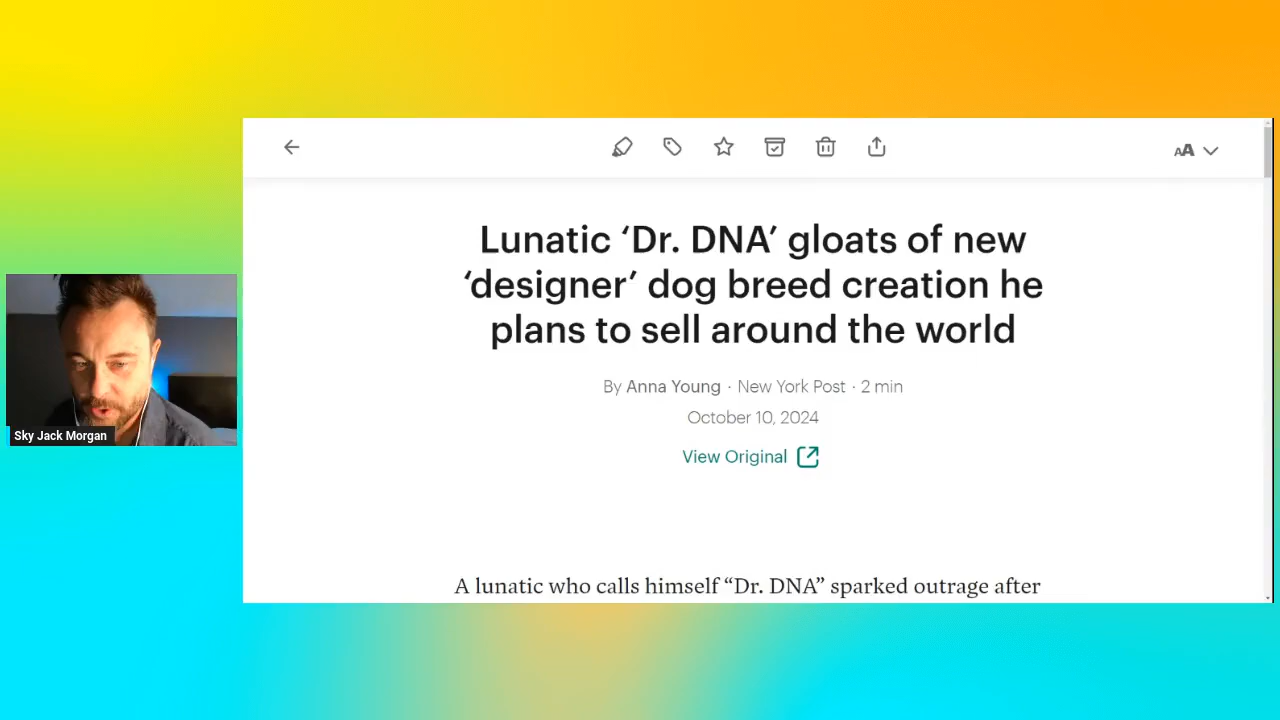 AA
Lunatic ‘Dr. DNA’ gloats of new
‘designer’ dog breed creation he
plans to sell around the world
By Anna Young · New York Post · 2 min
October 10, 2024
View Original
A lunatic who calls himself “Dr. DNA” sparked outrage after
Sky Jack Morgan